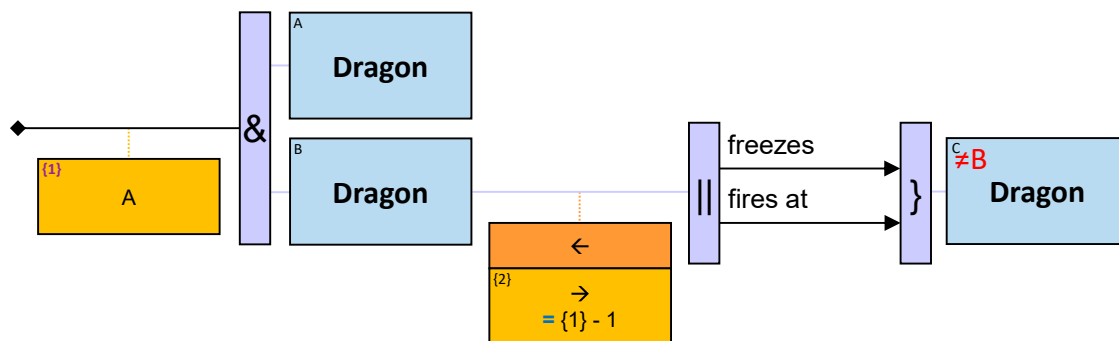 A
Dragon
{1}
A
&
B
Dragon
←
{2}
→
= {1} - 1
||
freezes
fires at
}
C
≠B
Dragon